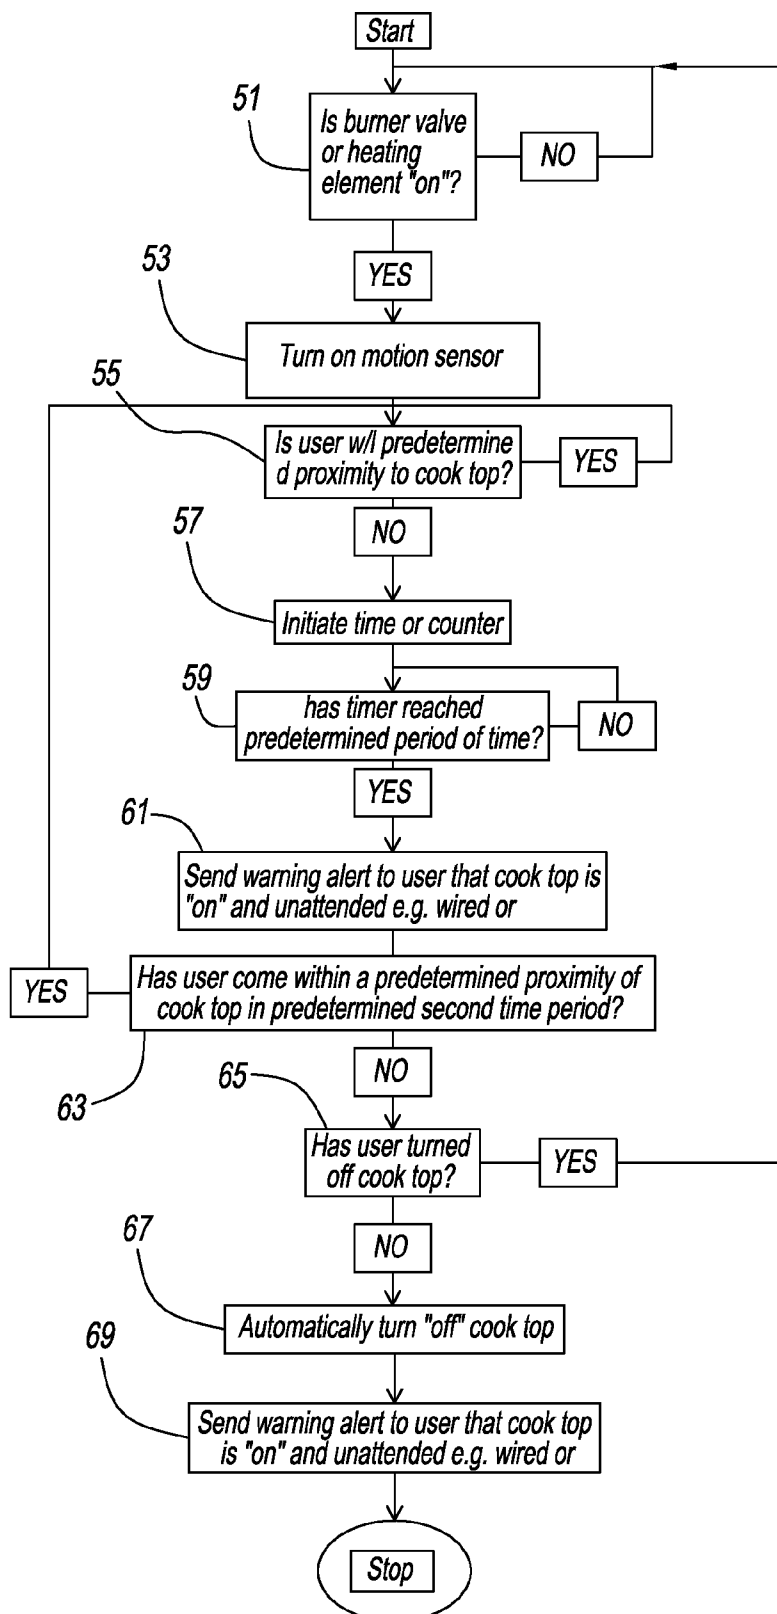 Start
51
Is burner valve
or heating
element "on"?
NO
YES
53
Turn on motion sensor
55
Is user w/I predetermine
d proximity to cook top?
YES
NO
57
Initiate time or counter
59
has timer reached
predetermined period of time?
NO
YES
61
Send warning alert to user that cook top is
"on" and unattended e.g. wired or
YES
Has user come within a predetermined proximity of
cook top in predetermined second time period?
63
NO
65
Has user turned
off cook top?
YES
NO
67
Automatically turn "off" cook top
69
Send warning alert to user that cook top
is "on" and unattended e.g. wired or
Stop